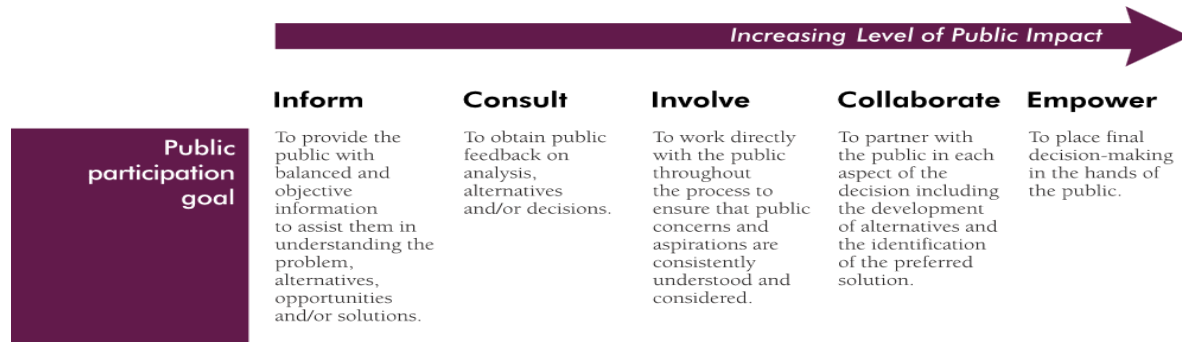 Increasing Level of Public Impact
Inform
Consult
Involve
Collaborate
Empower
Public
participation
goal
To provide the
public with
balanced and
objective
information
to assist them in
understanding the
problem,
alternatives,
opportunities
and/or solutions.
To obtain public
feedback on
analysis,
alternatives
and/or decisions.
To work directly
with the public
throughout
the process to
ensure that public
concerns and
aspirations are
consistently
understood and
considered.
To partner with
the public in each
aspect of the
decision including
the development
of alternatives and
the identification
of the preferred
solution.
To place final
decision-making
in the hands of
the public.